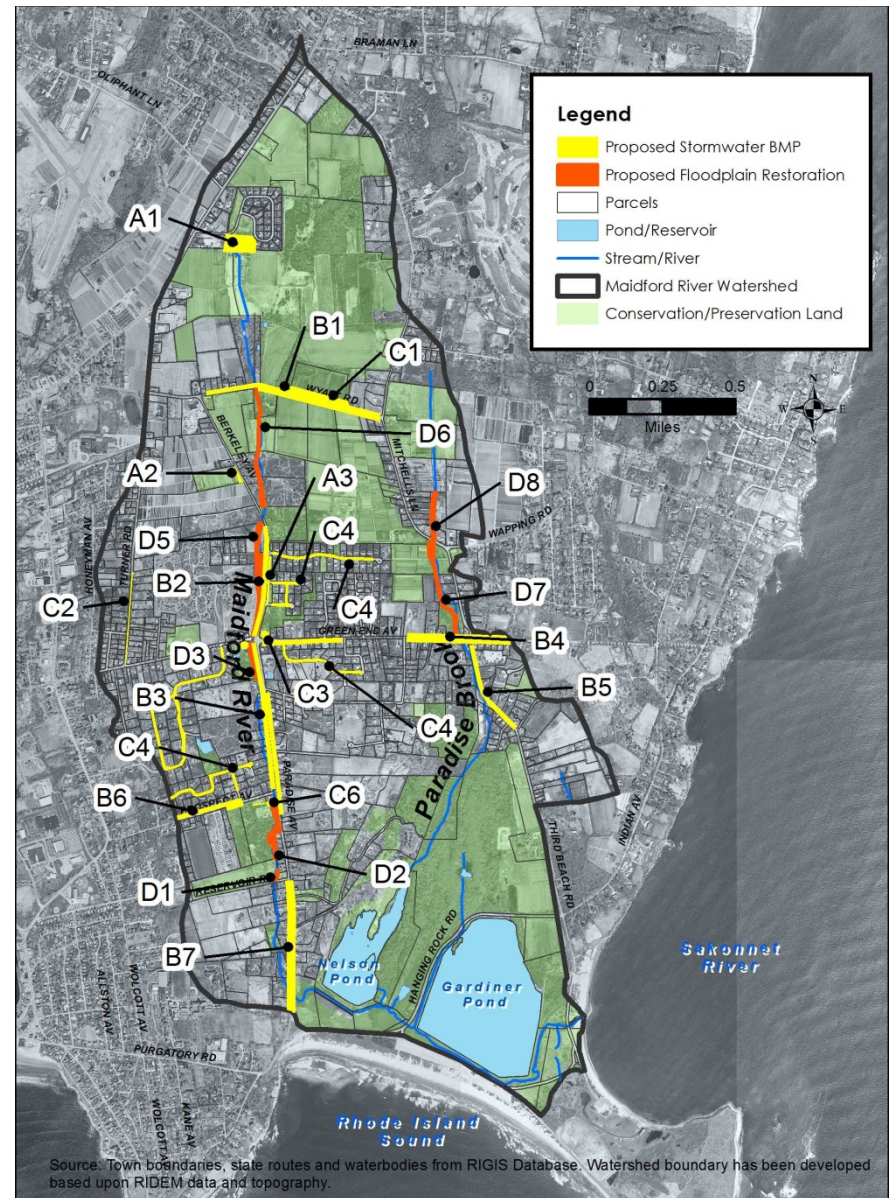 BRAMAN LN
OLIPHANT LN
Legend
Proposed Stormwater BMP
Proposed Floodplain Restoration
Parcels
Pond/Reservoir
Stream/River
Maidford River Watershed
Conservation/Preservation Land
0 0.25 0.5
Miles
N
W E
S
A1
B1
C1
WYATT RD
BERKELEY AV
MITCHELLS LN
D6
A2
A3
D8
WAPPING RD
HONEYMAN AV
TURNER RD
D5
C4
B2
C4
D7
C2
Maidford River
GREEN END AV
B4
D3
C3
Paradise Brook
B5
B3
C4
C4
PARADISE AV
B6
PROSPECT AV
C6
INDIAN AV
THIRD BEACH RD
D2
D1
RESERVOIR RD
B7
HANGING ROCK RD
Nelson
Pond
Gardiner
Pond
Sakonnet
River
WOLCOTT AV
ALLSTON AV
PURGATORY RD
KANE AV
WOLCOTT AV
Rhode Island
Sound
Source: Town boundaries, state routes and waterbodies from RIGIS Database. Watershed boundary has been developed
based upon RIDEM data and topography.